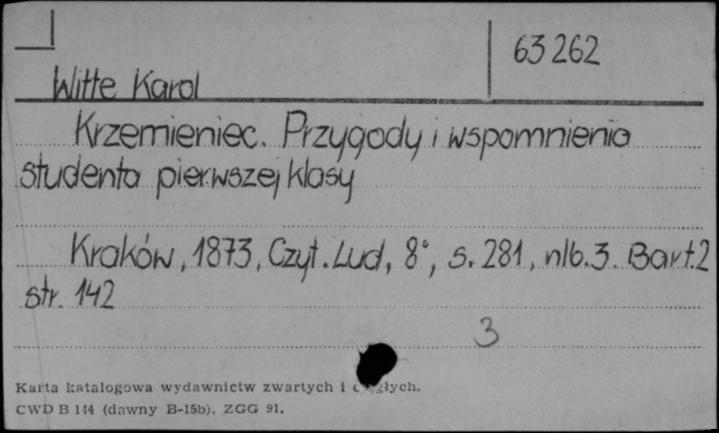 63262
Witte Karol
Krzemieniec. Przygody i wspomnienia
studenta pierwszej klasy
Kraków, 1873, Czyt. Lud, 8°, s. 281, nlb. 3. Bart. 2
str. 142
3
Karta katalogowa wydawnictw zwartych i
CWD B 144 (dawny B-15b). ZGG 91.